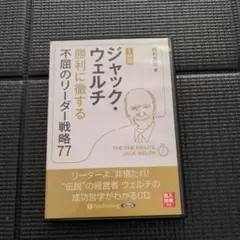 1分間
ジャック・
ウェルチ
勝利に徹する
不屈のリーダー戦略77
THE ONE MINUTE
JACK WELCH
リーダーよ、非情たれ!
“伝説”の経営者 ウェルチの
成功哲学がわかるCD